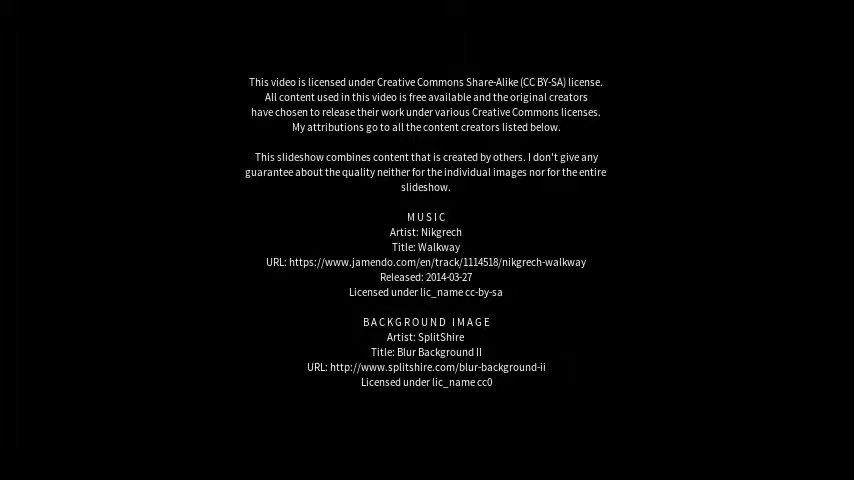 This video is licensed under Creative Commons Share-Alike (CC BY-SA) license.
All content used in this video is free available and the original creators
have chosen to release their work under various Creative Commons licenses.
My attributions go to all the content creators listed below.
This slideshow combines content that is created by others. I don't give any
guarantee about the quality neither for the individual images nor for the entire
slideshow.
MUSIC
Artist: Nikgrech
Title: Walkway
URL: https://www.jamendo.com/en/track/1114518/nikgrech-walkway
Released: 2014-03-27
Licensed under lic_name cc-by-sa
BACKGROUND IMAGE
Artist: SplitShire
Title: Blur Background II
URL: http://www.splitshire.com/blur-background-ii
Licensed under lic_name cc0